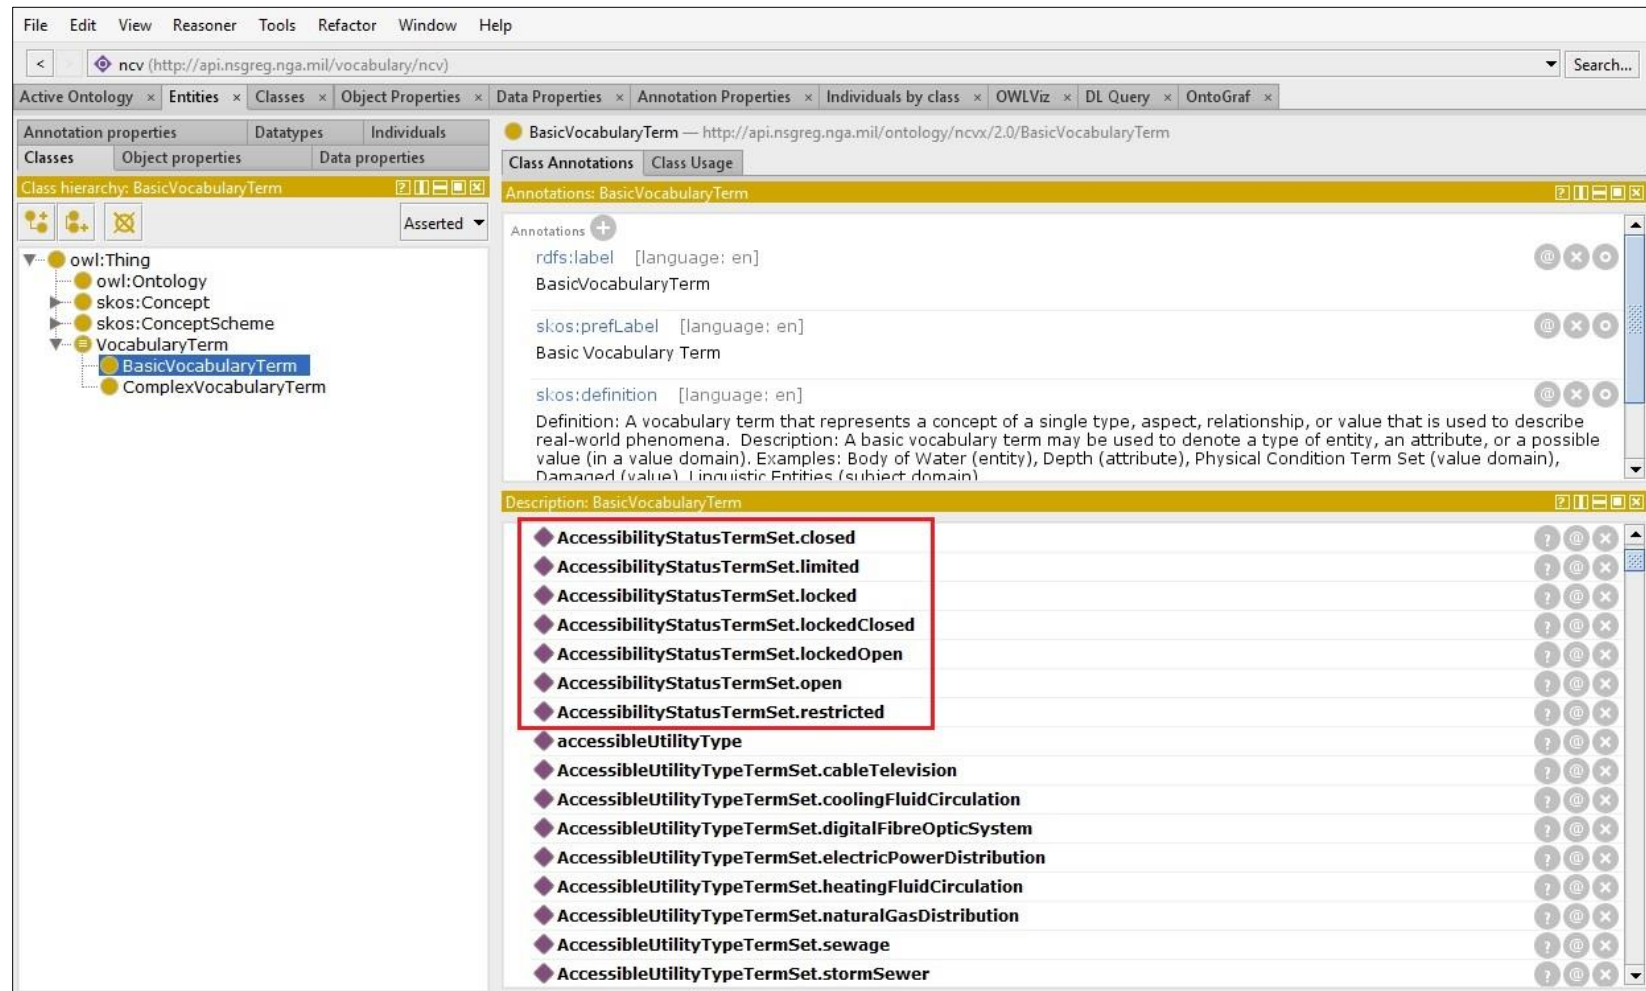 File Edit View Reasoner Tools Refactor Window Help
< > ncv (http://api.nsgreg.nga.mil/vocabulary/ncv) Search...
Active Ontology × Entities × Classes × Object Properties × Data Properties × Annotation Properties × Individuals by class × OWLViz × DL Query × OntoGraf ×
Annotation properties Datatypes Individuals
Classes Object properties Data properties
Class hierarchy: BasicVocabularyTerm
Asserted
owl:Thing
owl:Ontology
skos:Concept
skos:ConceptScheme
VocabularyTerm
BasicVocabularyTerm
ComplexVocabularyTerm
BasicVocabularyTerm — http://api.nsgreg.nga.mil/ontology/ncvx/2.0/BasicVocabularyTerm
Class Annotations Class Usage
Annotations: BasicVocabularyTerm
Annotations
rdfs:label [language: en]
BasicVocabularyTerm
skos:prefLabel [language: en]
Basic Vocabulary Term
skos:definition [language: en]
Definition: A vocabulary term that represents a concept of a single type, aspect, relationship, or value that is used to describe
real-world phenomena. Description: A basic vocabulary term may be used to denote a type of entity, an attribute, or a possible
value (in a value domain). Examples: Body of Water (entity), Depth (attribute), Physical Condition Term Set (value domain),
Damaged (value), Linguistic Entities (subject domain)
Description: BasicVocabularyTerm
AccessibilityStatusTermSet.closed
AccessibilityStatusTermSet.limited
AccessibilityStatusTermSet.locked
AccessibilityStatusTermSet.lockedClosed
AccessibilityStatusTermSet.lockedOpen
AccessibilityStatusTermSet.open
AccessibilityStatusTermSet.restricted
accessibleUtilityType
AccessibleUtilityTypeTermSet.cableTelevision
AccessibleUtilityTypeTermSet.coolingFluidCirculation
AccessibleUtilityTypeTermSet.digitalFibreOpticSystem
AccessibleUtilityTypeTermSet.electricPowerDistribution
AccessibleUtilityTypeTermSet.heatingFluidCirculation
AccessibleUtilityTypeTermSet.naturalGasDistribution
AccessibleUtilityTypeTermSet.sewage
AccessibleUtilityTypeTermSet.stormSewer